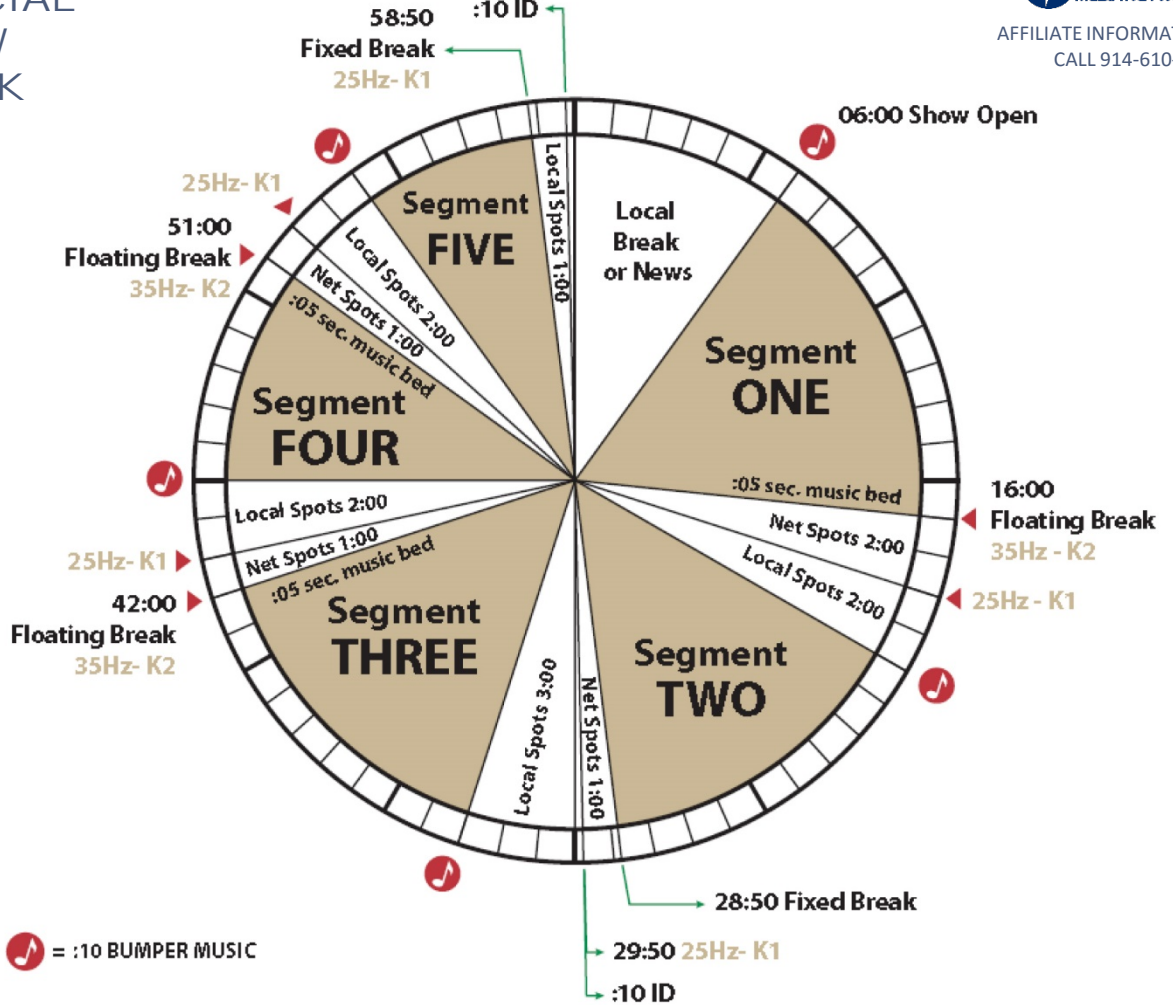 58:50
Fixed Break
25Hz- K1
:10 ID
AFFILIATE
CALL 914-610-
06:00 Show Open
25Hz- K1
51:00
Floating Break
35Hz- K2
Segment
FIVE
Local Spots 1:00
Local
Break
or News
Local Spots 2:00
Net Spots 1:00
:05 sec. music bed
Segment
ONE
:05 sec. music bed
Segment
FOUR
16:00
Floating Break
35Hz - K2
Net Spots 2:00
Local Spots 2:00
25Hz - K1
Local Spots 2:00
Net Spots 1:00
:05 sec. music bed
25Hz- K1
42:00
Floating Break
35Hz- K2
Segment
THREE
Segment
TWO
Local Spots 3:00
Net Spots 1:00
28:50 Fixed Break
29:50 25Hz- K1
:10 ID
= :10 BUMPER MUSIC